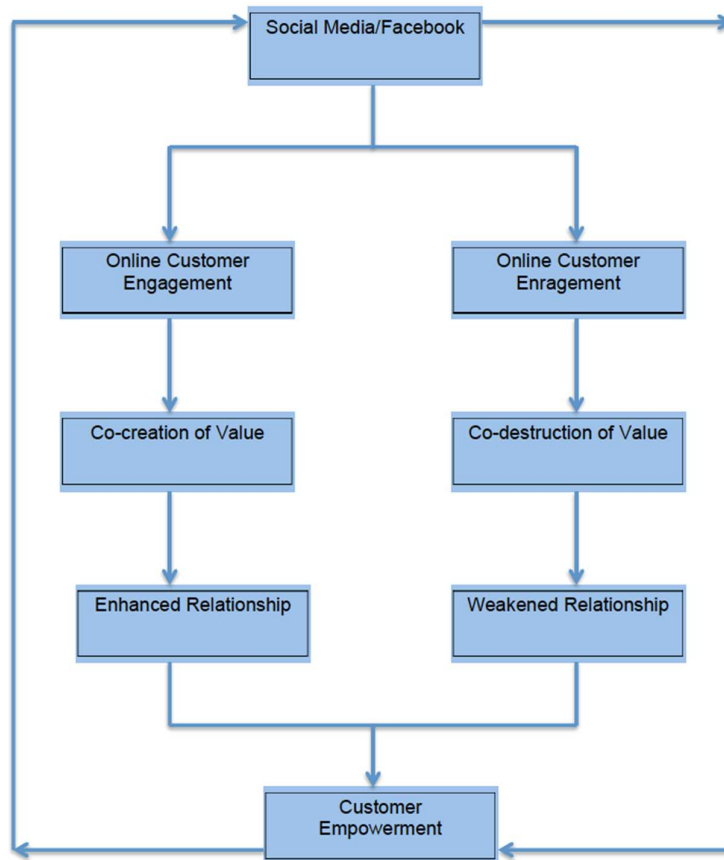 Social Media/Facebook
Online Customer
Engagement
Online Customer
Enragement
Co-creation of Value
Co-destruction of Value
Enhanced Relationship
Weakened Relationship
Customer
Empowerment